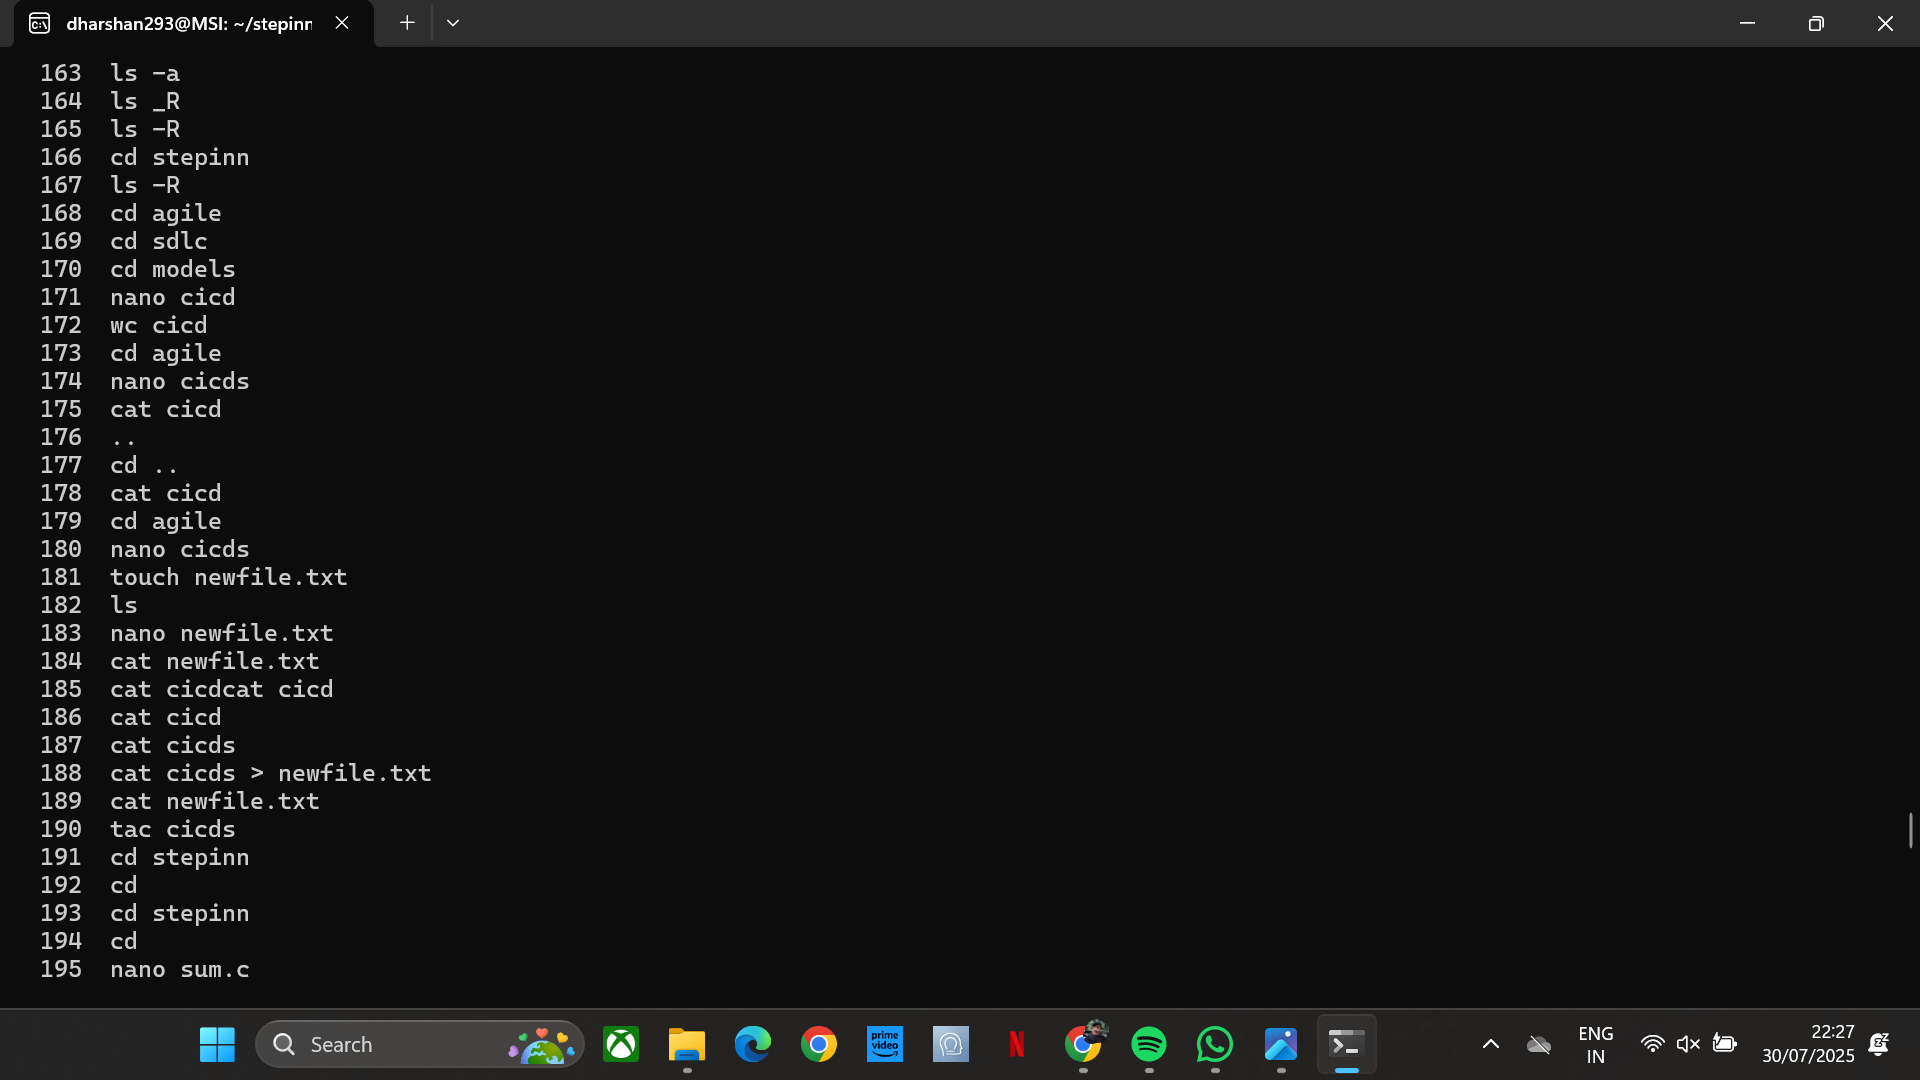 dharshan293@MSI: ~/stepinn
163 ls -a
164 ls _R
165 ls -R
166 cd stepinn
167 ls -R
168 cd agile
169 cd sdlc
170 cd models
171 nano cicd
172 wc cicd
173 cd agile
174 nano cicds
175 cat cicd
176 ..
177 cd ..
178 cat cicd
179 cd agile
180 nano cicds
181 touch newfile.txt
182 ls
183 nano newfile.txt
184 cat newfile.txt
185 cat cicdcat cicd
186 cat cicd
187 cat cicds
188 cat cicds > newfile.txt
189 cat newfile.txt
190 tac cicds
191 cd stepinn
192 cd
193 cd stepinn
194 cd
195 nano sum.c
Search
prime video
N
ENG
IN
22:27
30/07/2025